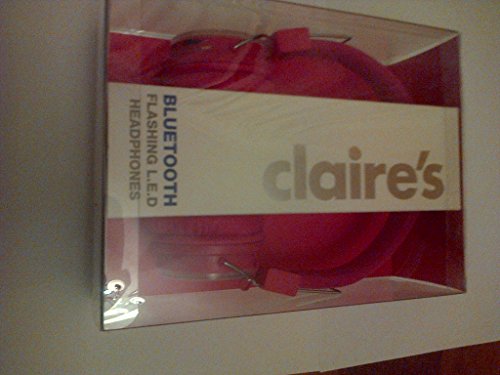 claire's
BLUETOOTH
FLASHING L.E.D
HEADPHONES